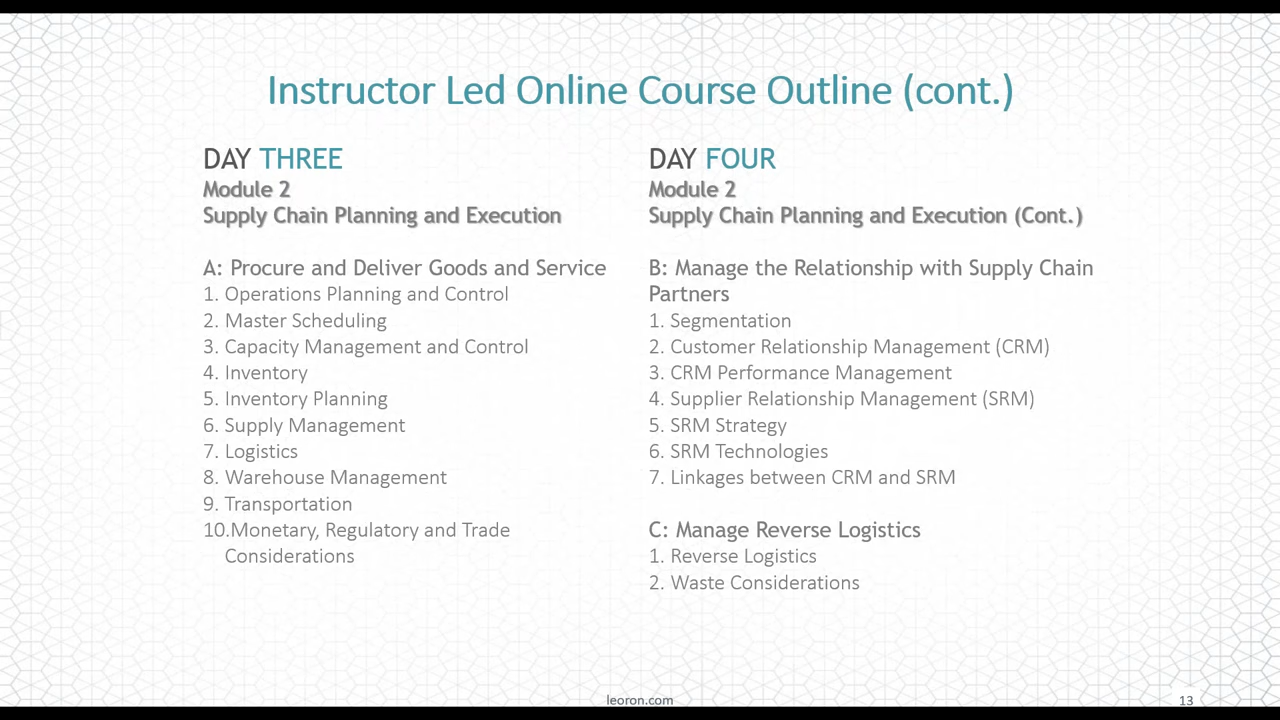 Instructor Led Online Course Outline (cont.)
DAY THREE
Module 2
Supply Chain Planning and Execution
A: Procure and Deliver Goods and Service
1. Operations Planning and Control
2. Master Scheduling
3. Capacity Management and Control
4. Inventory
5. Inventory Planning
6. Supply Management
7. Logistics
8. Warehouse Management
9. Transportation
10.Monetary, Regulatory and Trade
Considerations
DAY FOUR
Module 2
Supply Chain Planning and Execution (Cont.)
B: Manage the Relationship with Supply Chain
Partners
1. Segmentation
2. Customer Relationship Management (CRM)
3. CRM Performance Management
4. Supplier Relationship Management (SRM)
5. SRM Strategy
6. SRM Technologies
7. Linkages between CRM and SRM
C: Manage Reverse Logistics
1. Reverse Logistics
2. Waste Considerations
leoron.com
13